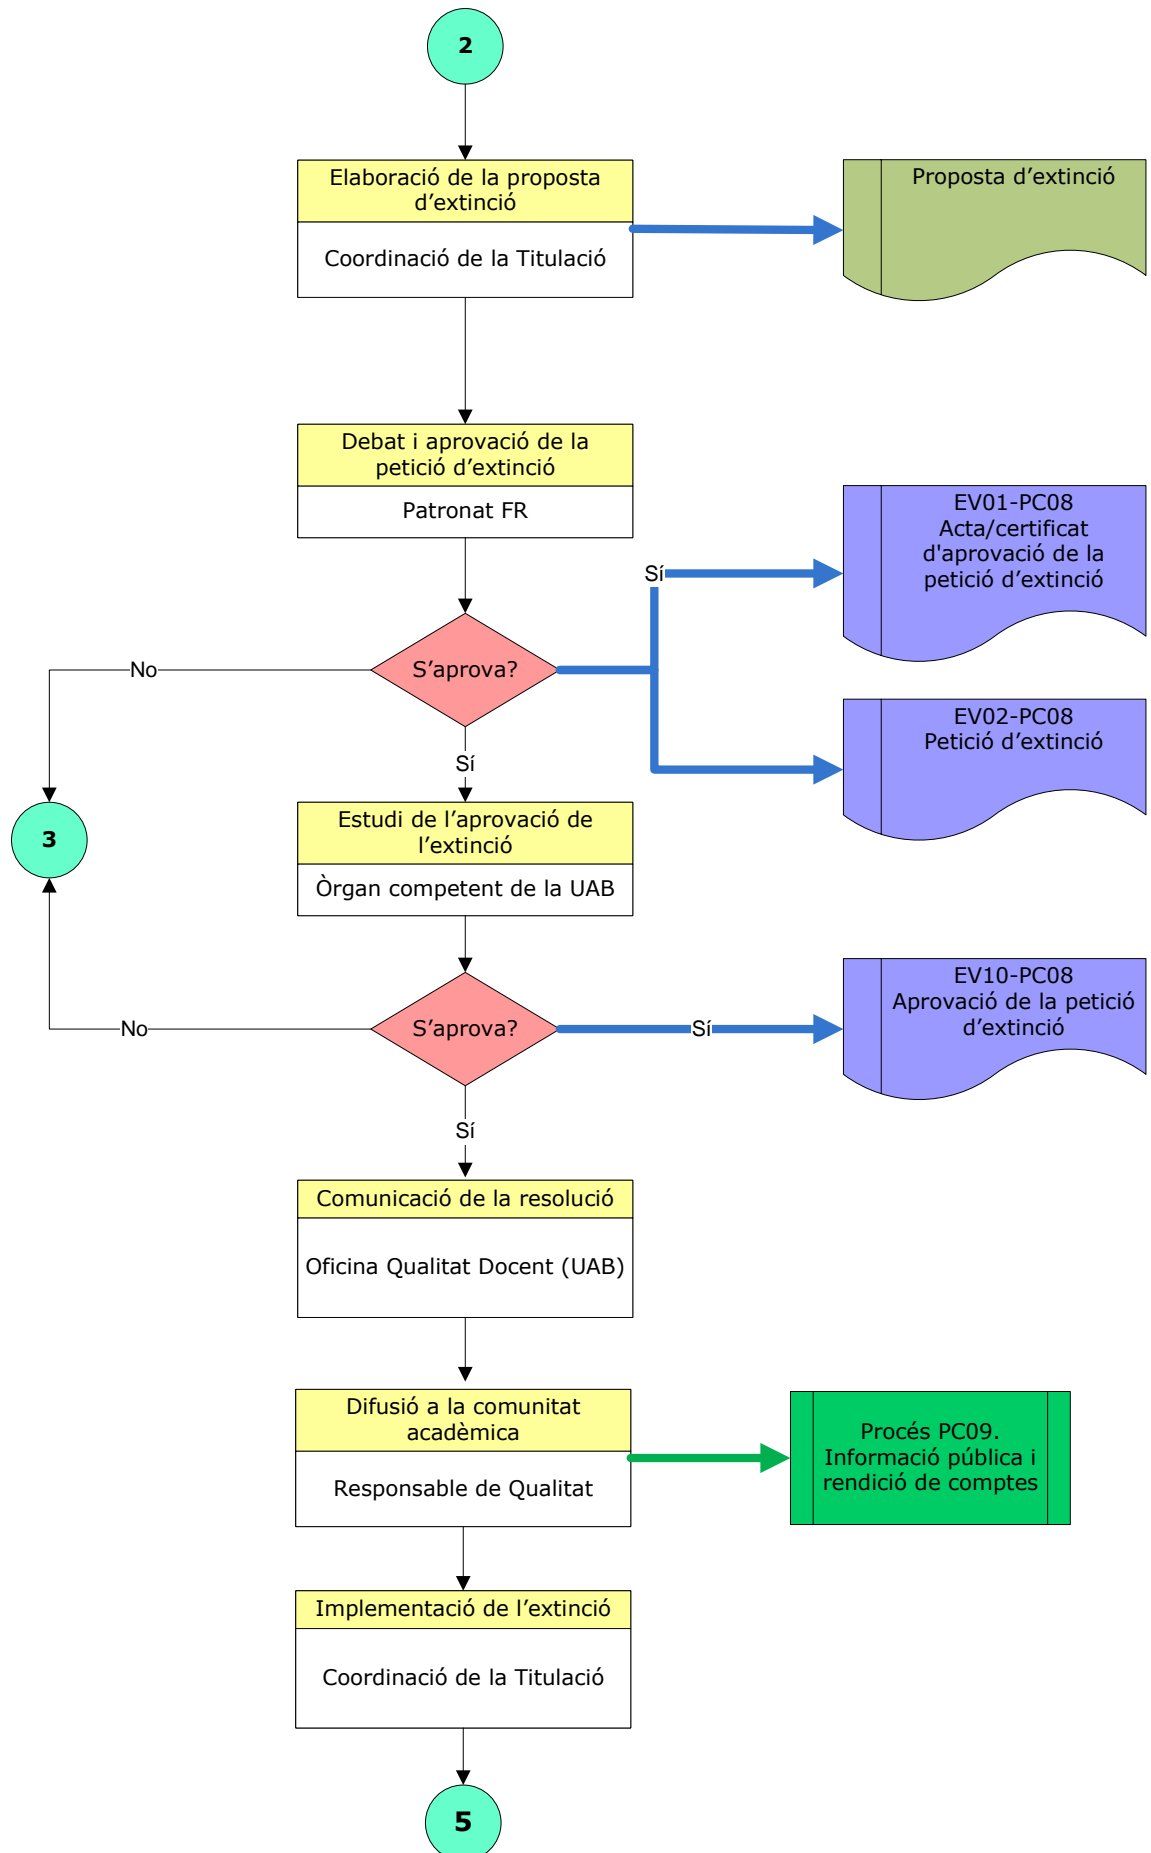 2
Elaboració de la proposta
d’extinció
Coordinació de la Titulació
Proposta d’extinció
Debat i aprovació de la
petició d’extinció
Patronat FR
EV01-PC08
Acta/certificat
d'aprovació de la
petició d’extinció
Sí
S’aprova?
No
EV02-PC08
Petició d’extinció
Sí
3
Estudi de l’aprovació de
l’extinció
Òrgan competent de la UAB
EV10-PC08
Aprovació de la petició
d’extinció
No
S’aprova?
Sí
Sí
Comunicació de la resolució
Oficina Qualitat Docent (UAB)
Difusió a la comunitat
acadèmica
Responsable de Qualitat
Procés PC09.
Informació pública i
rendició de comptes
Implementació de l’extinció
Coordinació de la Titulació
5